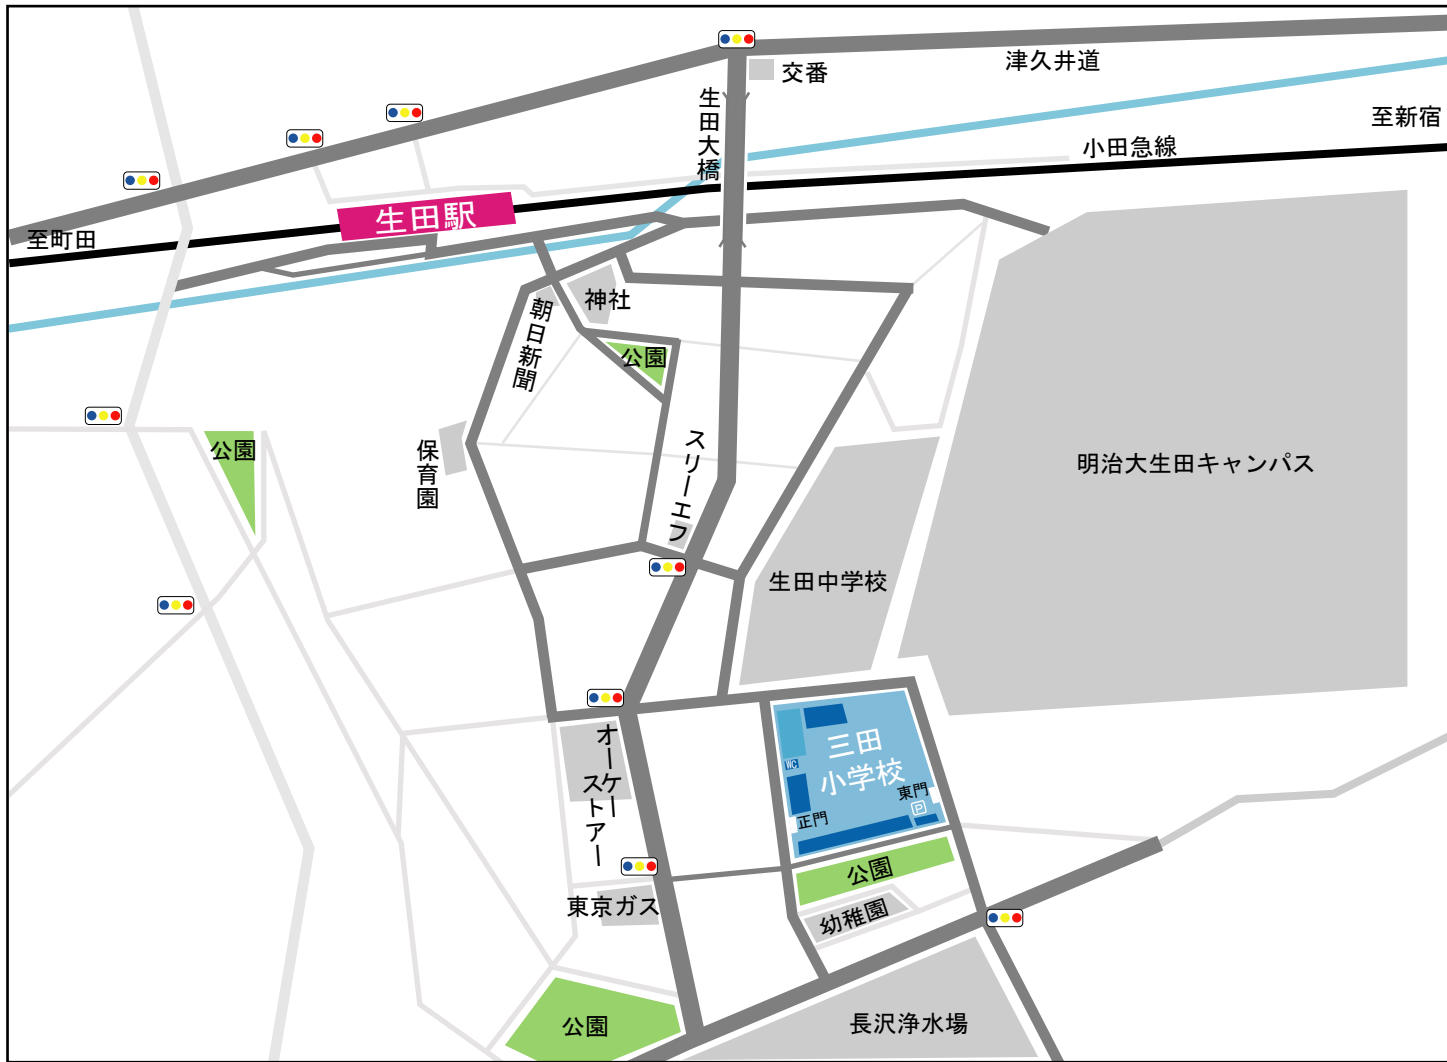 津久井道
交番
生田大橋
至新宿
小田急線
生田駅
至町田
神社
朝日新聞
公園
公園
保育園
スリーエフ
明治大生田キャンパス
生田中学校
オーケー
ストアー
三田
小学校
WC
東門
P
正門
公園
東京ガス
幼稚園
公園
長沢浄水場